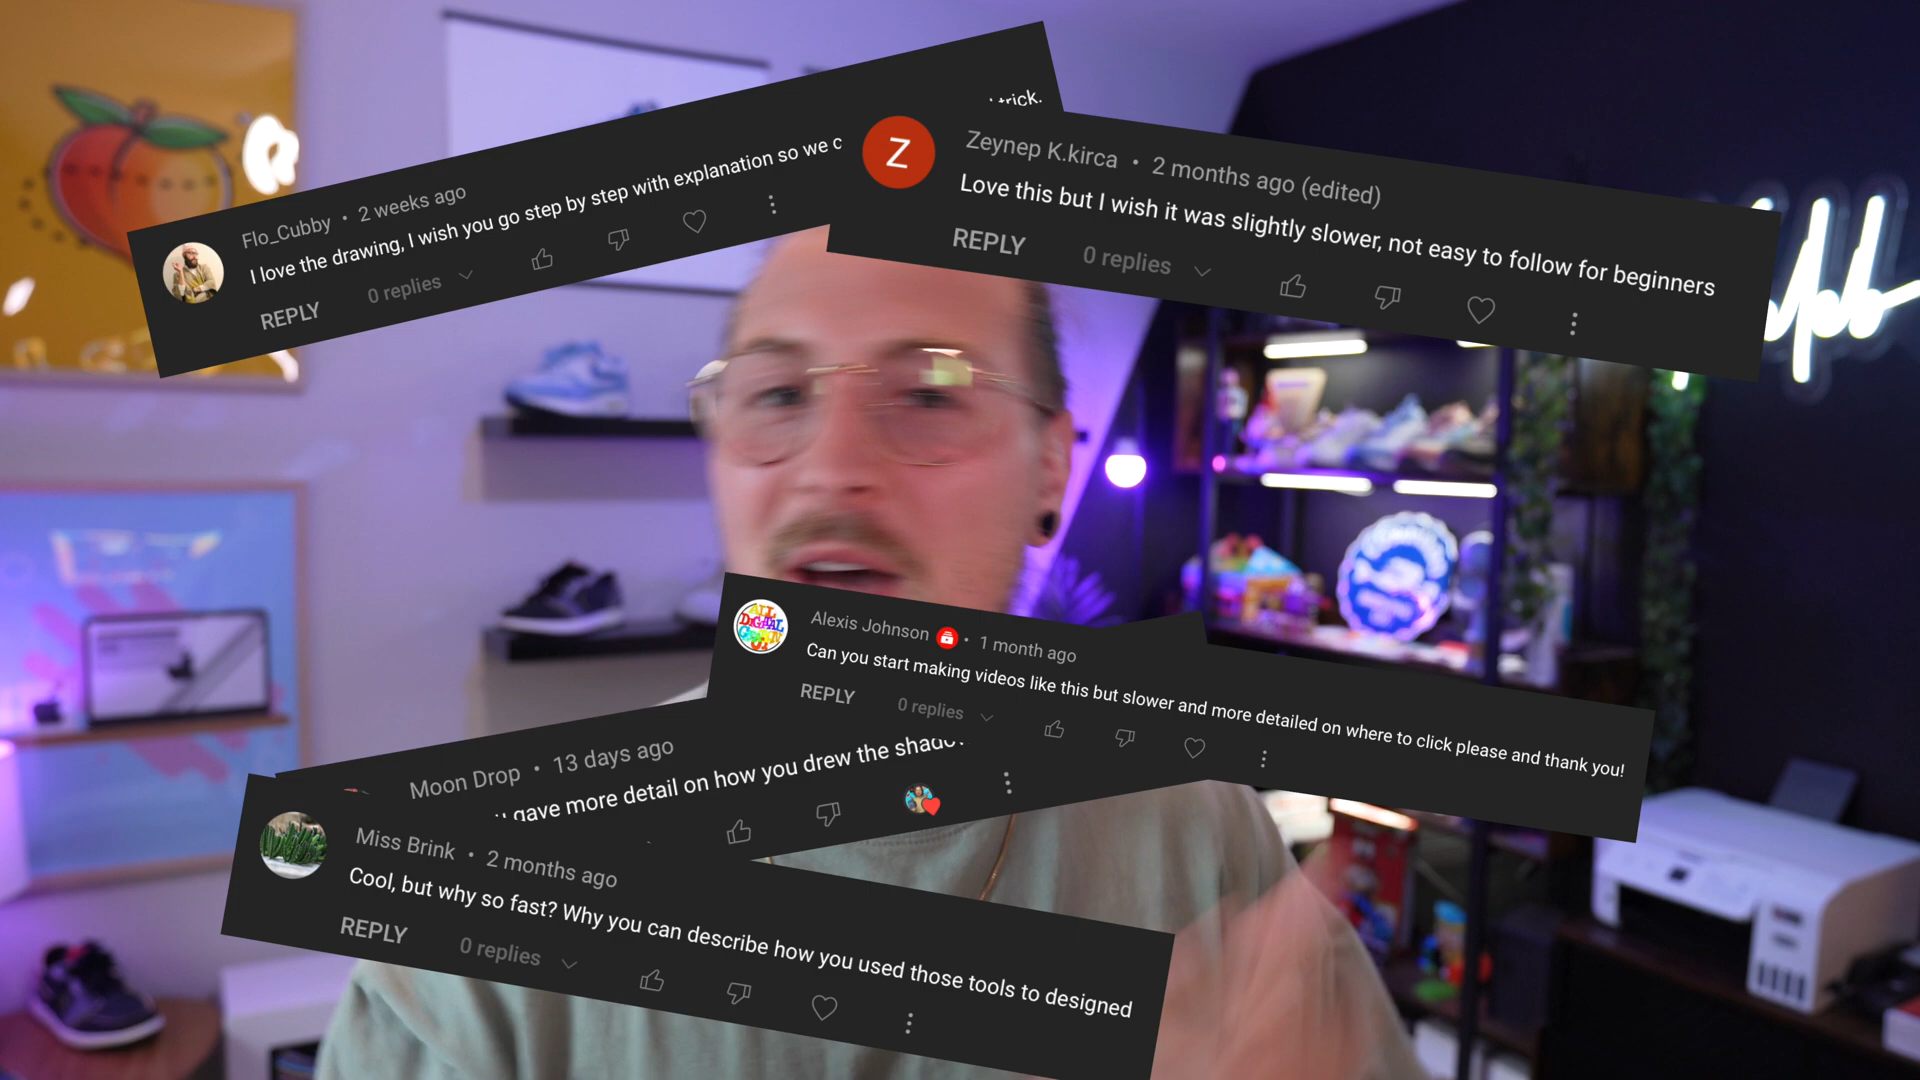 trick.
Flo_Cubby • 2 weeks ago
I love the drawing, I wish you go step by step with explanation so we c
REPLY 0 replies
Z
Zeynep K.kirca • 2 months ago (edited)
Love this but I wish it was slightly slower, not easy to follow for beginners
REPLY 0 replies
ALL DIGITAL
Alexis Johnson • 1 month ago
Can you start making videos like this but slower and more detailed on where to click please and thank you!
REPLY 0 replies
Moon Drop • 13 days ago
gave more detail on how you drew the
Miss Brink • 2 months ago
Cool, but why so fast? Why you can describe how you used those tools to designed
REPLY 0 replies